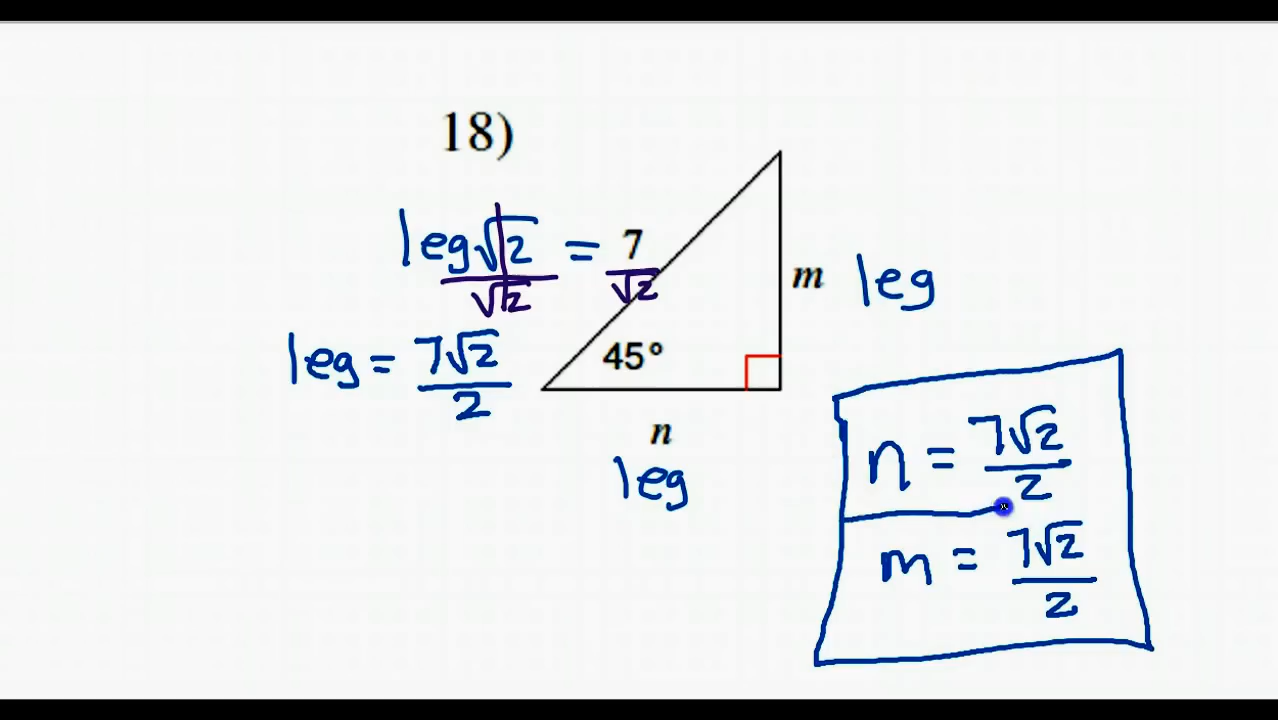 18)
leg√2 = 7
√2 √2
m leg
leg = 7√2
2
45°
n
leg
n = 7√2
2
m = 7√2
2